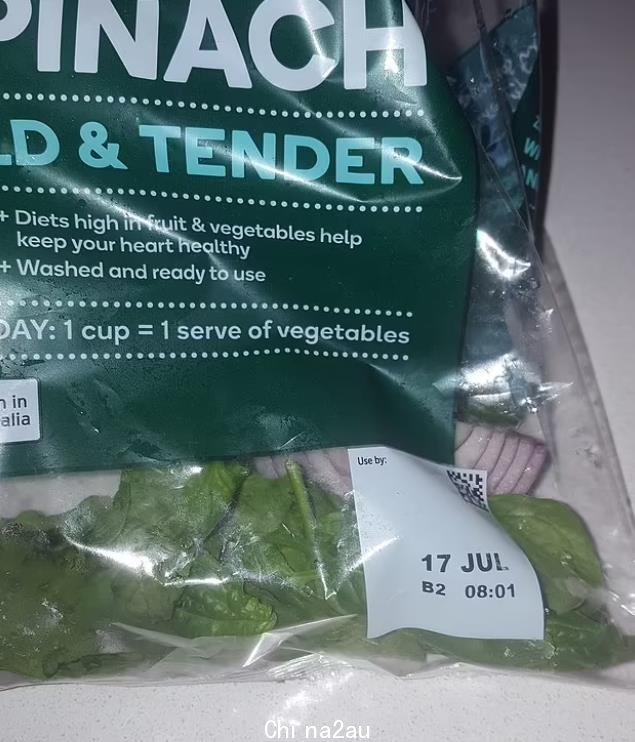 PINACH
LD & TENDER
+ Diets high in fruit & vegetables help
keep your heart healthy
+ Washed and ready to use
DAY: 1 cup = 1 serve of vegetables
n in
alia
Use by:
17 JUL
B2 08:01
Chi na2au